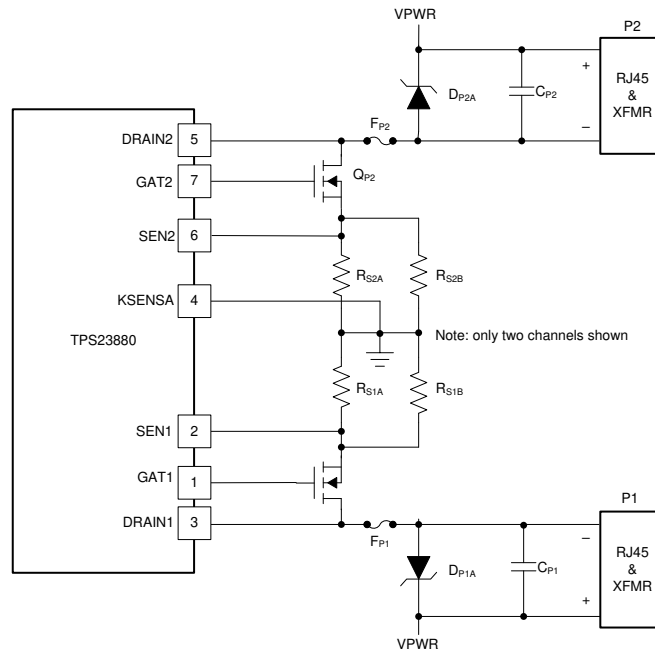 VPWR
P2
+
RJ45
&
XFMR
–
DP2A
CP2
FP2
DRAIN2 5
GAT2 7
QP2
SEN2 6
RS2A
RS2B
KSENSA 4
TPS23880
Note: only two channels shown
RS1A
RS1B
SEN1 2
GAT1 1
DRAIN1 3
FP1
P1
–
RJ45
&
XFMR
+
DP1A
CP1
VPWR